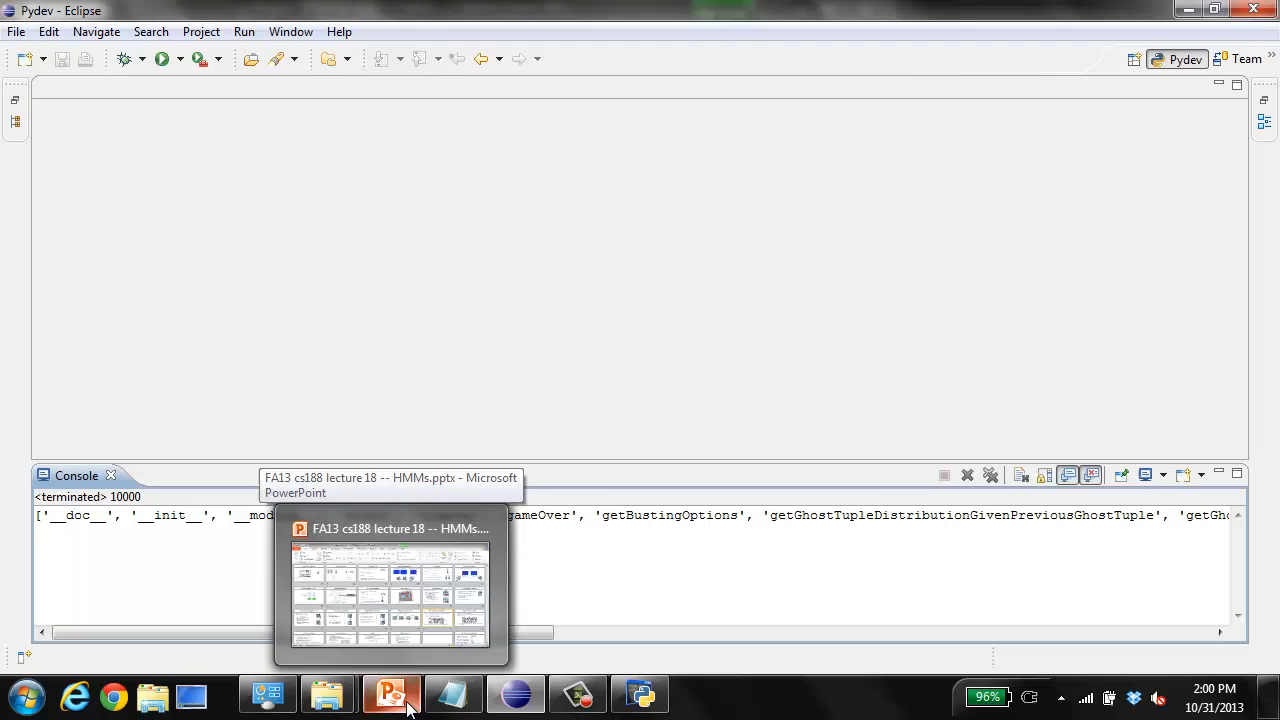 Pydev - Eclipse
File Edit Navigate Search Project Run Window Help
Pydev Team
Console
<terminated> 10000
FA13 cs188 lecture 18 -- HMMs.pptx - Microsoft
PowerPoint
['__doc__', '__init__', '__mo gameOver', 'getBustingOptions', 'getGhostTupleDistributionGivenPreviousGhostTuple', 'getGho
FA13 cs188 lecture 18 -- HMMs....
96%
2:00 PM
10/31/2013